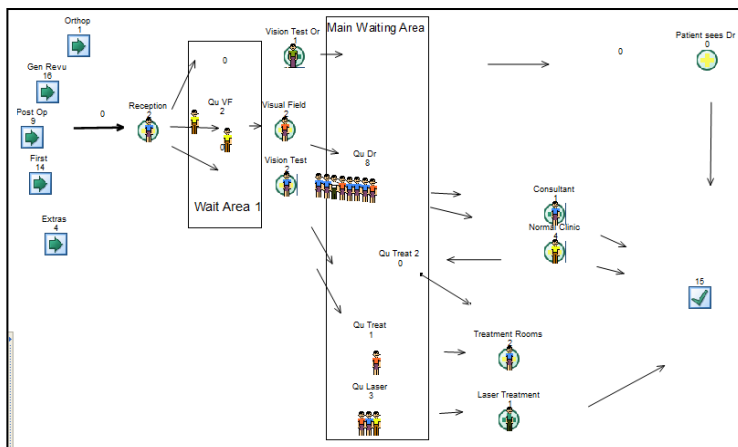 Orthop
1
Gen Revu
16
Post Op
9
First
14
Extras
4
0
Reception
2
0
Qu VF
2
0
Wait Area 1
Vision Test Or
1
Visual Field
2
Vision Test
2
Main Waiting Area
Qu Dr
8
Qu Treat 2
0
Qu Treat
1
Qu Laser
3
0
Patient sees Dr
0
Consultant
1
Normal Clinic
4
Treatment Rooms
2
Laser Treatment
1
15